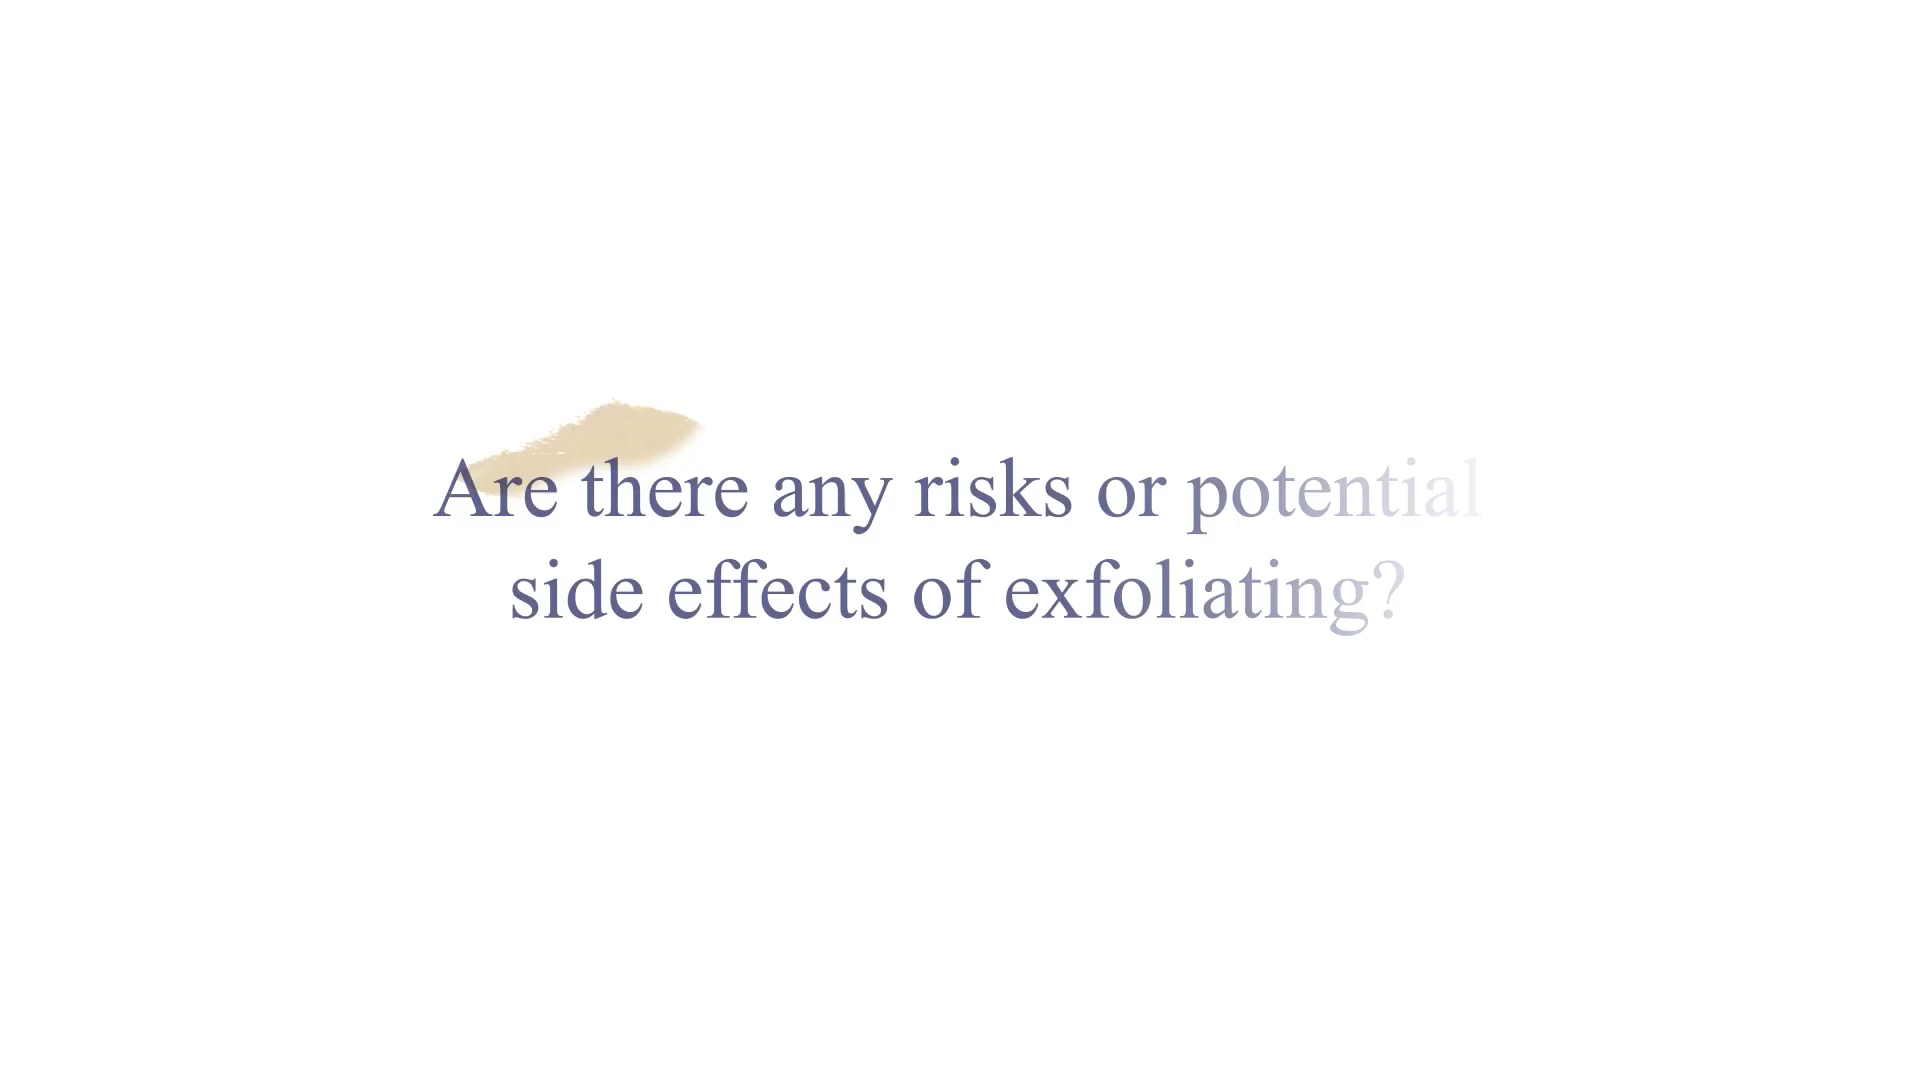 Are there any risks or potential
side effects of exfoliating?